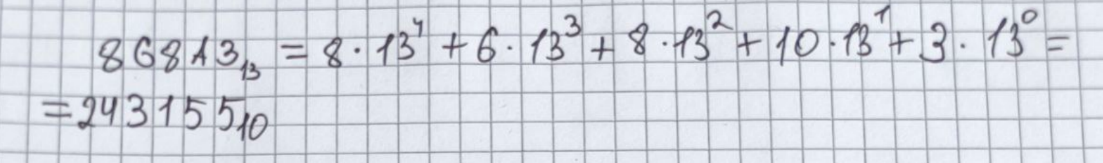 868A3₁₃ = 8 · 13⁴ + 6 · 13³ + 8 · 13² + 10 · 13¹ + 3 · 13⁰ =
= 243155₁₀